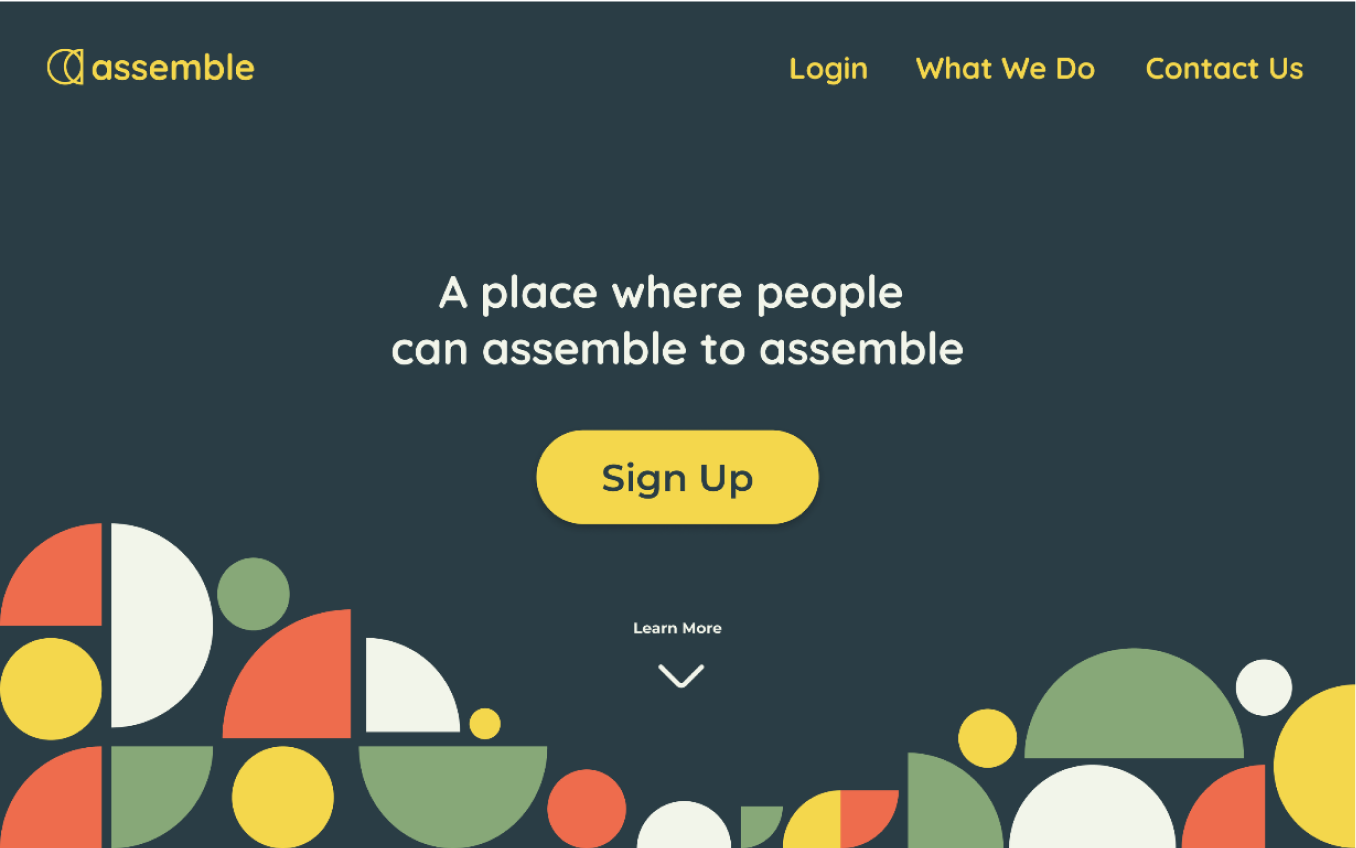 assemble
Login What We Do Contact Us
A place where people
can assemble to assemble
Sign Up
Learn More